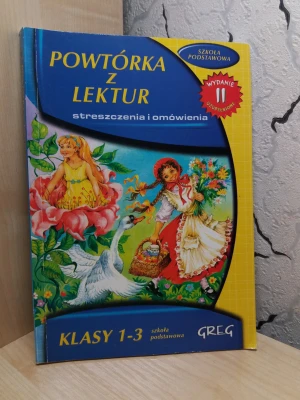 SZKOŁA
PODSTAWOWA
POWTÓRKA
Z
LEKTUR
WYDANIE
II
streszczenia i omówienia
KLASY 1-3
szkoła
podstawowa
GREG